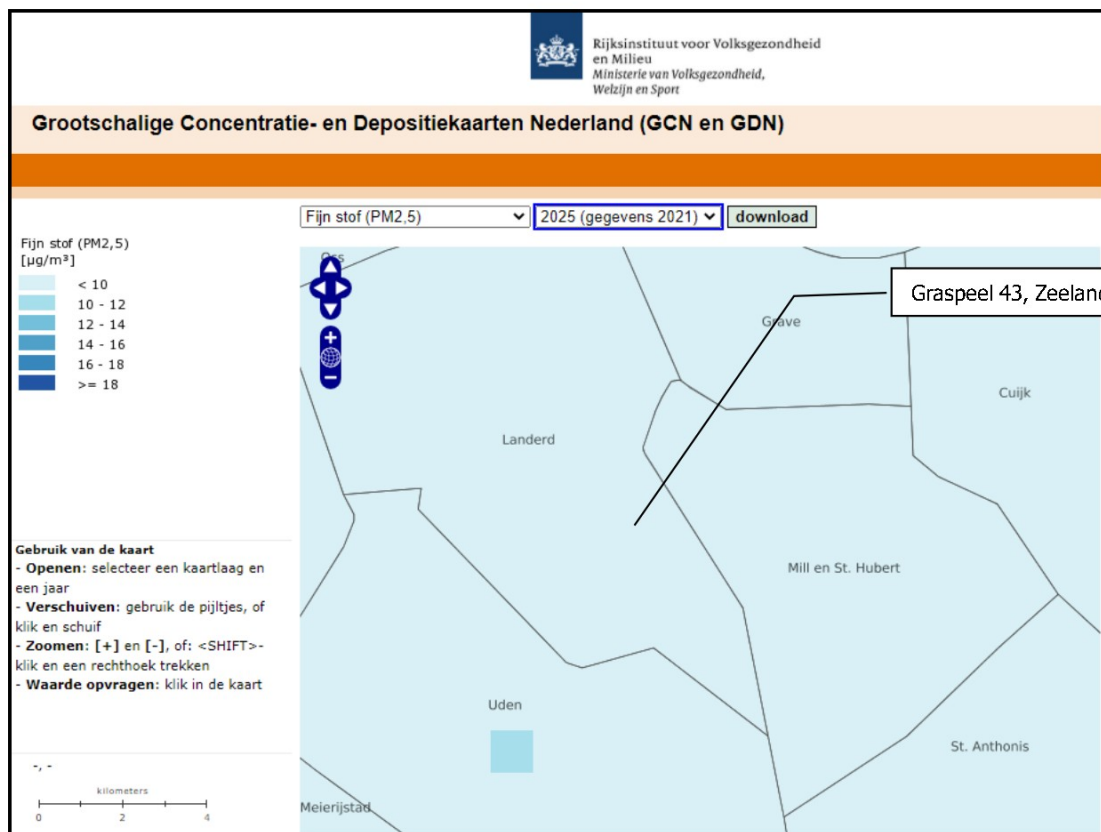 Rijksinstituut voor Volksgezondheid
en Milieu
Ministerie van Volksgezondheid,
Welzijn en Sport
Grootschalige Concentratie- en Depositiekaarten Nederland (GCN en GDN)
Fijn stof (PM2,5)
2025 (gegevens 2021)
download
Fijn stof (PM2,5)
[µg/m³]
< 10
10 - 12
12 - 14
14 - 16
16 - 18
>= 18
Oss
Graspeel 43,
Grave
Cuijk
Landerd
Mill en St. Hubert
Uden
St. Anthonis
Meierijstad
Gebruik van de kaart
- Openen: selecteer een kaartlaag en
een jaar
- Verschuiven: gebruik de pijltjes, of
klik en schuif
- Zoomen: [+] en [-], of: <SHIFT>-
klik en een rechthoek trekken
- Waarde opvragen: klik in de kaart
-, -
kilometers
0 2 4